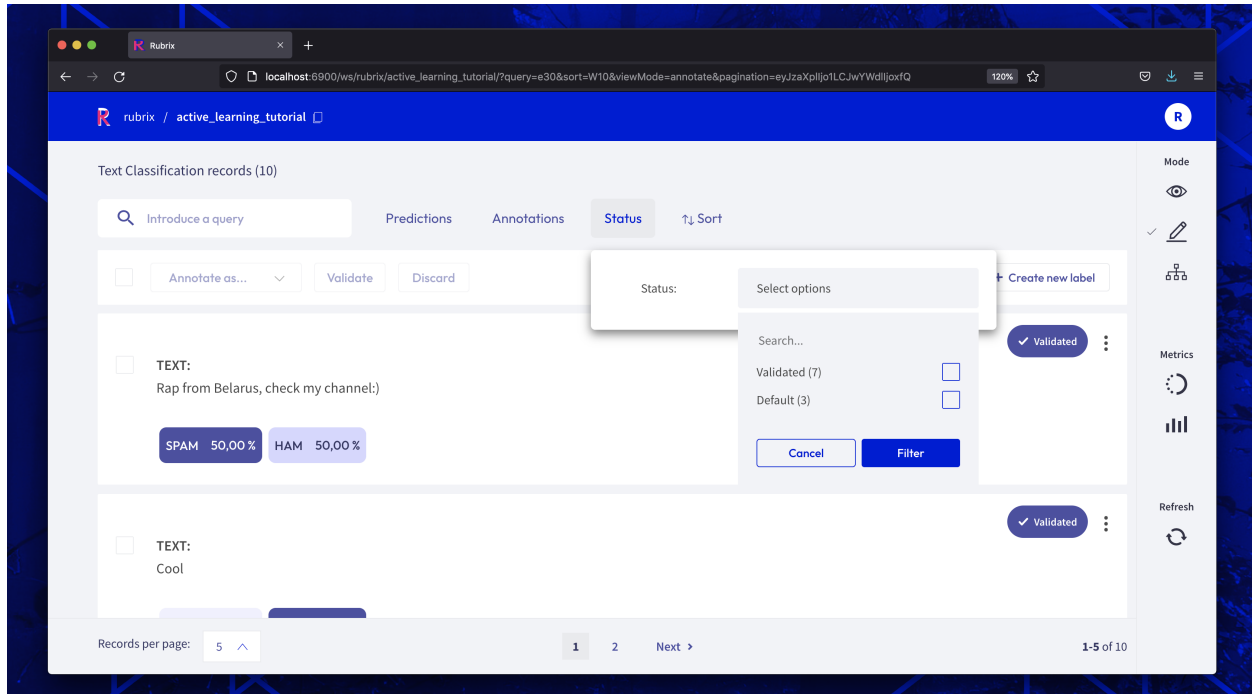 Rubrix × +
localhost:6900/ws/rubrix/active_learning_tutorial/?query=e30&sort=W10&viewMode=annotate&pagination=eyJzaXplIjo1LCJwYWdlIjoxfQ 120%
R rubrix / active_learning_tutorial R
Text Classification records (10)
Mode
Introduce a query Predictions Annotations Status Sort
Annotate as... Validate Discard + Create new label
Status: Select options
Search...
Validated (7)
Default (3)
Cancel Filter
Validated
TEXT:
Rap from Belarus, check my channel:)
SPAM 50,00 % HAM 50,00 %
Metrics
Validated
TEXT:
Cool
Refresh
Records per page: 5 1 2 Next > 1-5 of 10